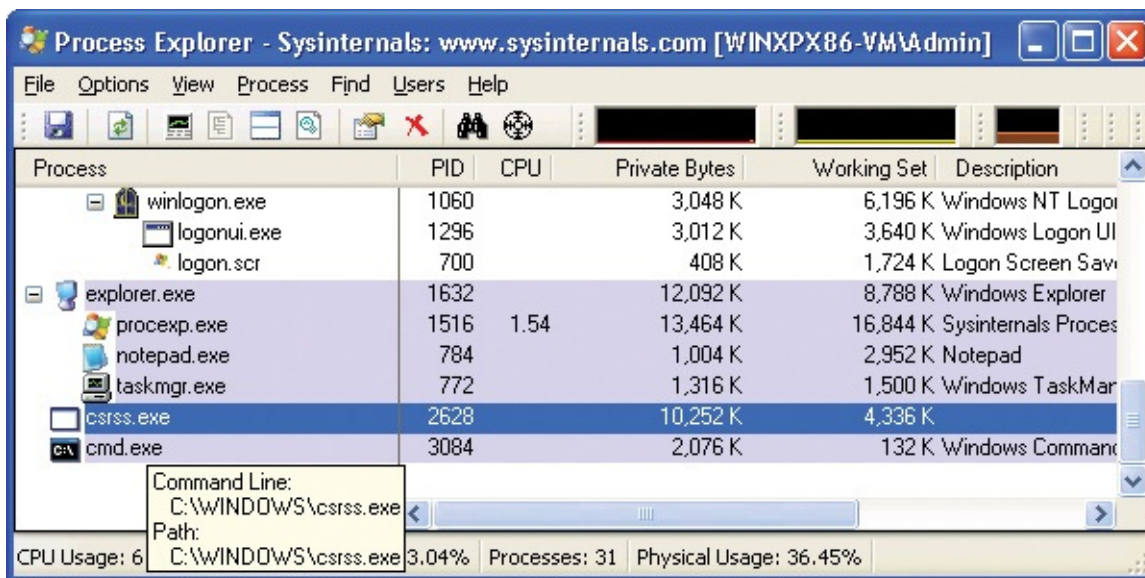 Process Explorer - Sysinternals: www.sysinternals.com [WINXPX86-VM\Admin]
File Options View Process Find Users Help
Process PID CPU Private Bytes Working Set Description
winlogon.exe 1060 3,048 K 6,196 K Windows NT Logon
logonui.exe 1296 3,012 K 3,640 K Windows Logon UI
logon.scr 700 408 K 1,724 K Logon Screen Sav
explorer.exe 1632 12,092 K 8,788 K Windows Explorer
procexp.exe 1516 1.54 13,464 K 16,844 K Sysinternals Proces
notepad.exe 784 1,004 K 2,952 K Notepad
taskmgr.exe 772 1,316 K 1,500 K Windows TaskMan
csrss.exe 2628 10,252 K 4,336 K
cmd.exe 3084 2,076 K 132 K Windows Command
Command Line:
C:\WINDOWS\csrss.exe
Path:
C:\WINDOWS\csrss.exe
CPU Usage: 6 3.04% Processes: 31 Physical Usage: 36.45%